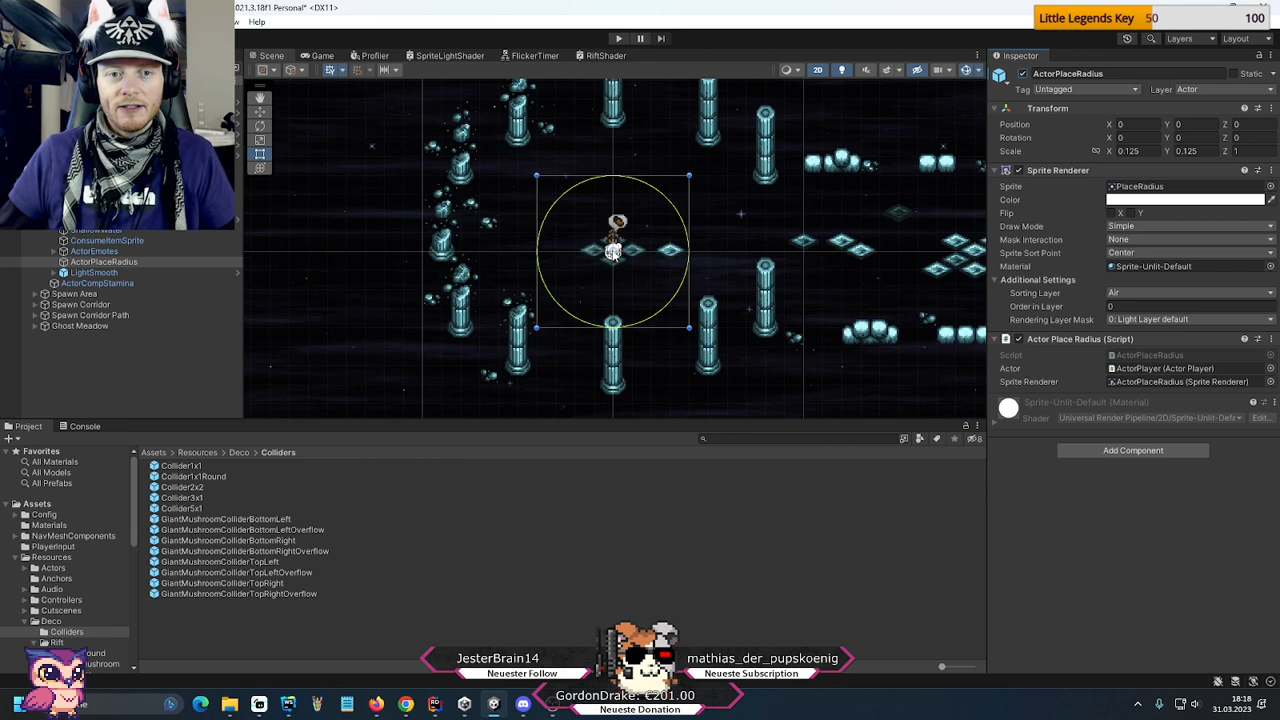 021.3.18f1 Personal* <DX11>
Little Legends Key 50 100
Help
Layers
Layout
Scene
Game
Profiler
SpriteLightShader
FlickerTimer
RiftShader
2D
Inspector
ActorPlaceRadius
Static
Tag Untagged Layer Actor
Transform
Position X 0 Y 0 Z 0
Rotation X 0 Y 0 Z 0
Scale X 0.125 Y 0.125 Z 1
Sprite Renderer
Sprite PlaceRadius
Color
Flip X Y
Draw Mode Simple
Mask Interaction None
Sprite Sort Point Center
Material Sprite-Unlit-Default
Additional Settings
Sorting Layer Air
Order in Layer 0
Rendering Layer Mask 0: Light Layer default
Actor Place Radius (Script)
Script ActorPlaceRadius
Actor ActorPlayer (Actor Player)
Sprite Renderer ActorPlaceRadius (Sprite Renderer)
Sprite-Unlit-Default (Material)
Shader Universal Render Pipeline/2D/Sprite-Unlit-Defa Edit...
Add Component
ShallowWater
ConsumeItemSprite
ActorEmotes
ActorPlaceRadius
LightSmooth
ActorCompStamina
Spawn Area
Spawn Corridor
Spawn Corridor Path
Ghost Meadow
Project
Console
8
Favorites
All Materials
All Models
All Prefabs
Assets
Config
Materials
NavMeshComponents
PlayerInput
Resources
Actors
Anchors
Audio
Controllers
Cutscenes
Deco
Colliders
Rift
Assets > Resources > Deco > Colliders
Collider1x1
Collider1x1Round
Collider2x2
Collider3x1
Collider5x1
GiantMushroomColliderBottomLeft
GiantMushroomColliderBottomLeftOverflow
GiantMushroomColliderBottomRight
GiantMushroomColliderBottomRightOverflow
GiantMushroomColliderTopLeft
GiantMushroomColliderTopLeftOverflow
GiantMushroomColliderTopRight
GiantMushroomColliderTopRightOverflow
JesterBrain14
Neuester Follow
mathias_der_pupskoenig
Neueste Subscription
GordonDrake: €201.00
Neueste Donation
18:18
31.03.2023